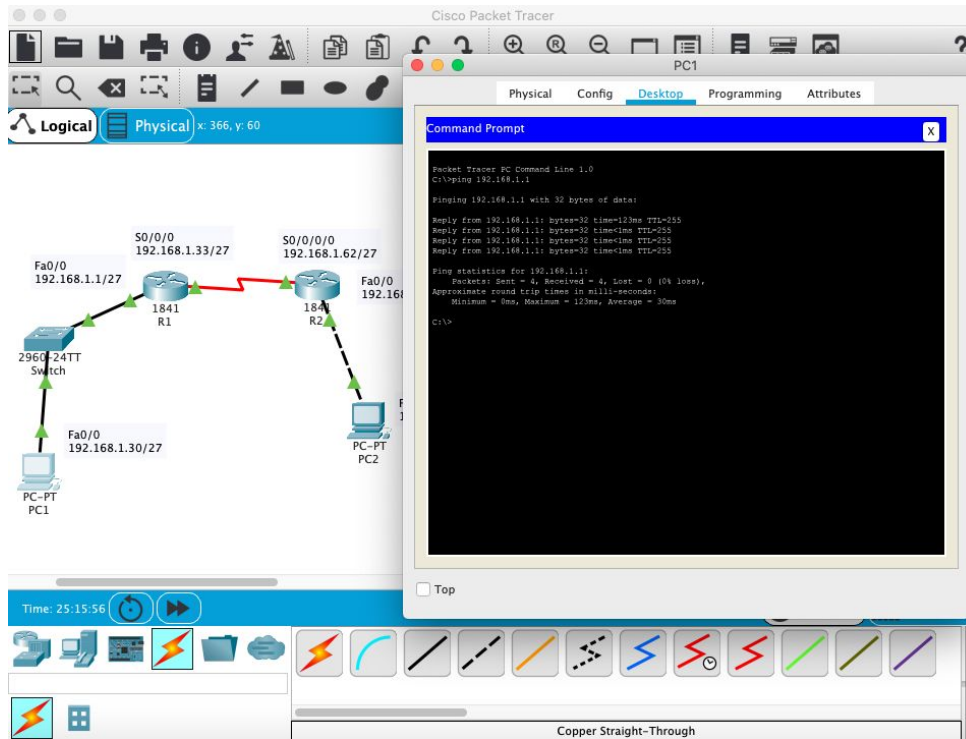 Cisco Packet Tracer
PC1
Physical Config Desktop Programming Attributes
Logical
Physical x: 366, y: 60
Command Prompt
X
Packet Tracer PC Command Line 1.0
C:\>ping 192.168.1.1
Pinging 192.168.1.1 with 32 bytes of data:
Reply from 192.168.1.1: bytes=32 time=123ms TTL=255
Reply from 192.168.1.1: bytes=32 time<1ms TTL=255
Reply from 192.168.1.1: bytes=32 time<1ms TTL=255
Reply from 192.168.1.1: bytes=32 time<1ms TTL=255
Ping statistics for 192.168.1.1:
Packets: Sent = 4, Received = 4, Lost = 0 (0% loss),
Approximate round trip times in milli-seconds:
Minimum = 0ms, Maximum = 123ms, Average = 30ms
C:\>
S0/0/0
192.168.1.33/27
S0/0/0/0
192.168.1.62/27
Fa0/0
192.168.1.1/27
Fa0/0
1841
R1
1841
R2
2960-24TT
Switch
Fa0/0
192.168.1.30/27
PC-PT
PC2
PC-PT
PC1
Top
Time: 25:15:56
Copper Straight-Through